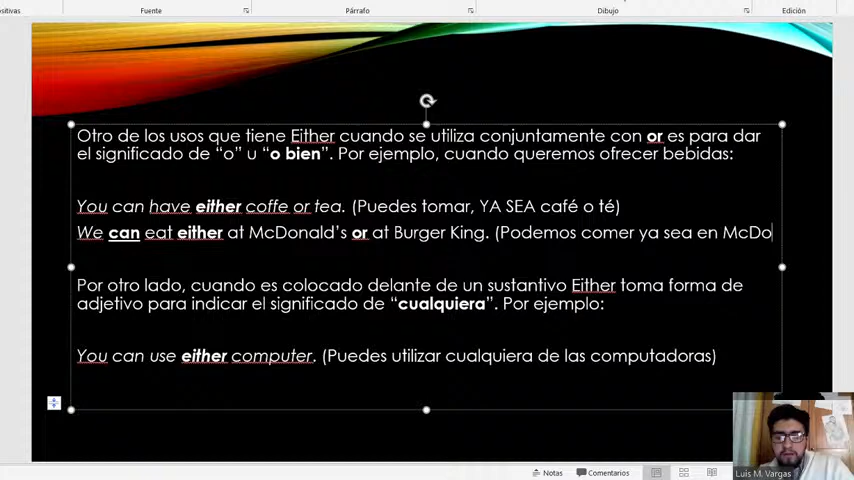 ositivas
Fuente
Párrafo
Dibujo
Edición
Otro de los usos que tiene Either cuando se utiliza conjuntamente con or es para dar
el significado de “o” u “o bien”. Por ejemplo, cuando queremos ofrecer bebidas:
You can have either coffe or tea. (Puedes tomar, YA SEA café o té)
We can eat either at McDonald’s or at Burger King. (Podemos comer ya sea en McDo
Por otro lado, cuando es colocado delante de un sustantivo Either toma forma de
adjetivo para indicar el significado de “cualquiera”. Por ejemplo:
You can use either computer. (Puedes utilizar cualquiera de las computadoras)
Luis M. Vargas
Notas
Comentarios